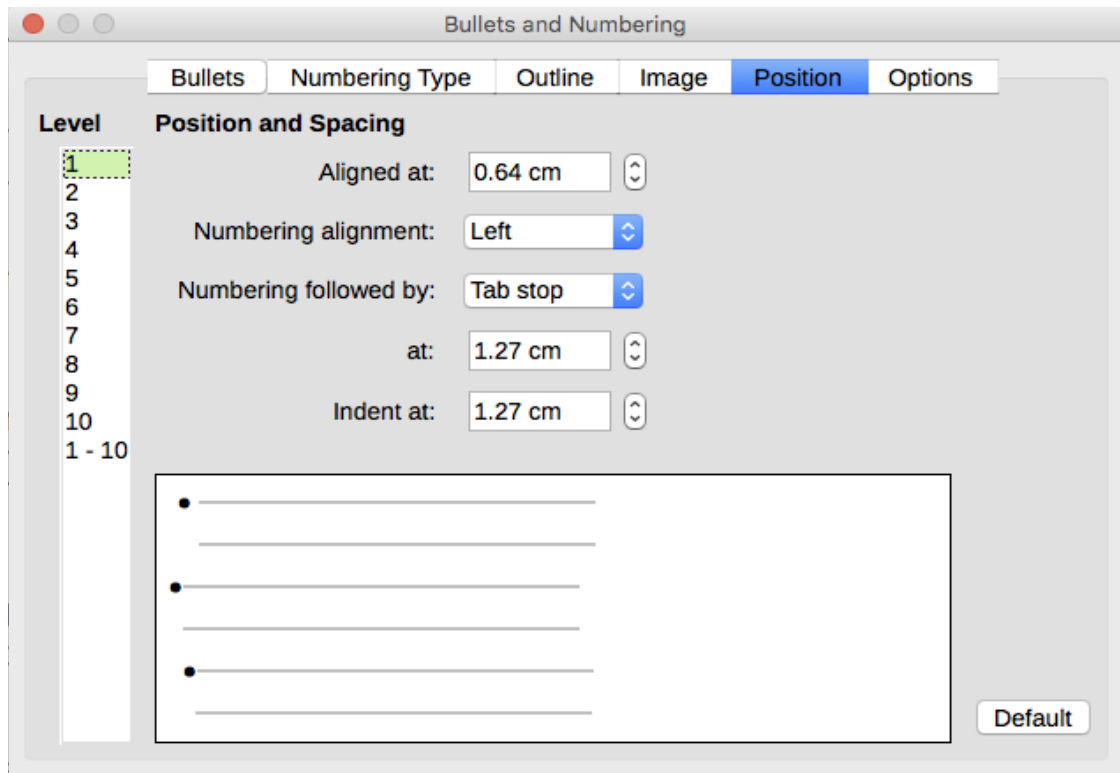 Bullets and Numbering
Bullets Numbering Type Outline Image Position Options
Level Position and Spacing
1
2
3
4
5
6
7
8
9
10
1 - 10
Aligned at: 0.64 cm
Numbering alignment: Left
Numbering followed by: Tab stop
at: 1.27 cm
Indent at: 1.27 cm
Default